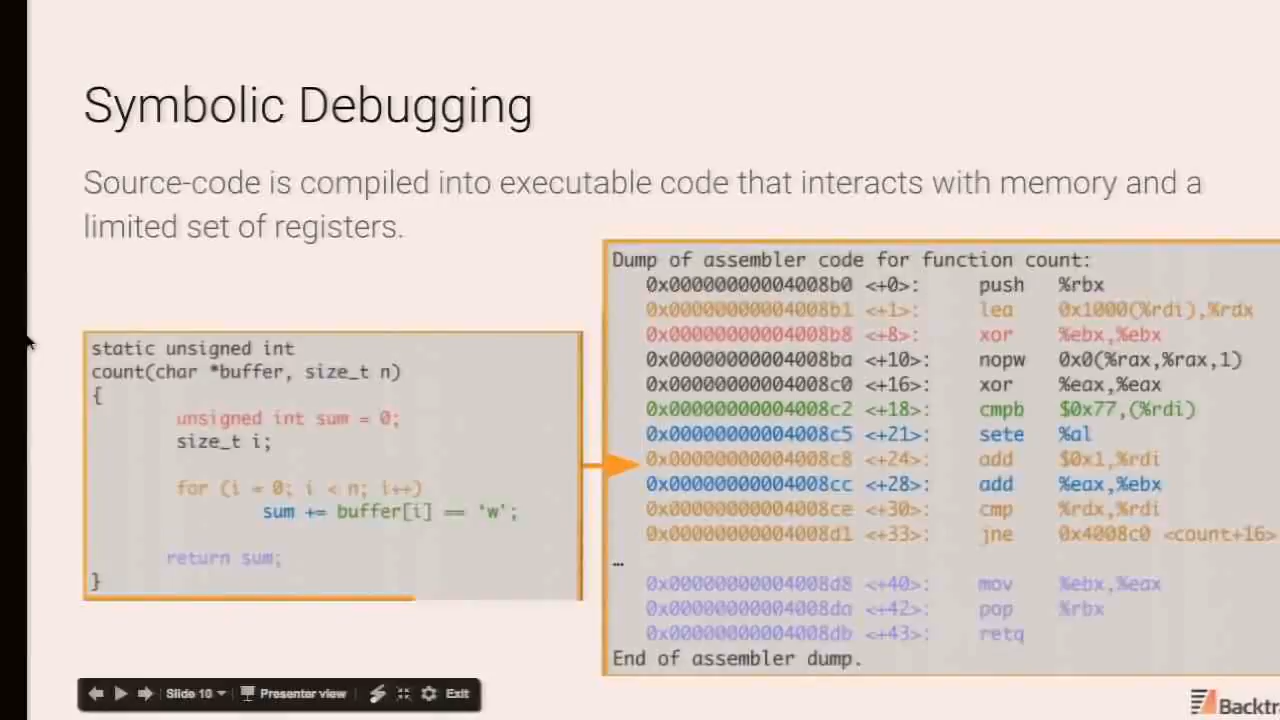 Symbolic Debugging
Source-code is compiled into executable code that interacts with memory and a
limited set of registers.
static unsigned int
count(char *buffer, size_t n)
{
unsigned int sum = 0;
size_t i;
for (i = 0; i < n; i++)
sum += buffer[i] == 'w';
return sum;
}
Dump of assembler code for function count:
0x00000000004008b0 <+0>: push %rbx
0x00000000004008b1 <+1>: lea 0x1000(%rdi),%rdx
0x00000000004008b8 <+8>: xor %ebx,%ebx
0x00000000004008ba <+10>: nopw 0x0(%rax,%rax,1)
0x00000000004008c0 <+16>: xor %eax,%eax
0x00000000004008c2 <+18>: cmpb $0x77,(%rdi)
0x00000000004008c5 <+21>: sete %al
0x00000000004008c8 <+24>: add $0x1,%rdi
0x00000000004008cc <+28>: add %eax,%ebx
0x00000000004008ce <+30>: cmp %rdx,%rdi
0x00000000004008d1 <+33>: jne 0x4008c0 <count+16>
…
0x00000000004008d8 <+40>: mov %ebx,%eax
0x00000000004008da <+42>: pop %rbx
0x00000000004008db <+43>: retq
End of assembler dump.
Slide 10 Presenter view Exit
Backtra